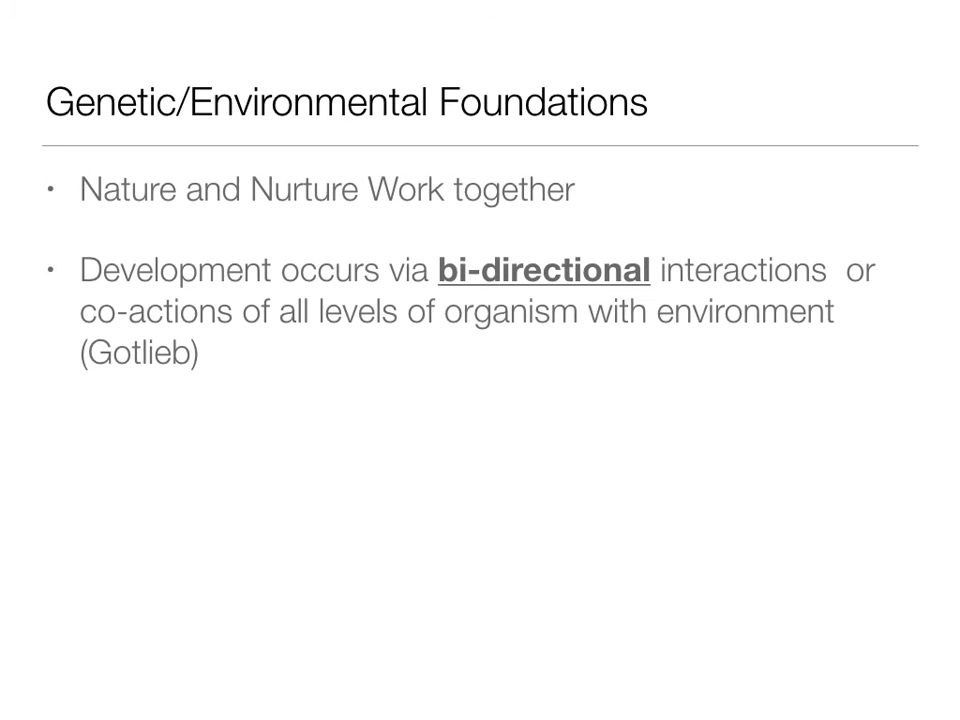 Genetic/Environmental Foundations
• Nature and Nurture Work together
• Development occurs via bi-directional interactions  or
co-actions of all levels of organism with environment
(Gotlieb)